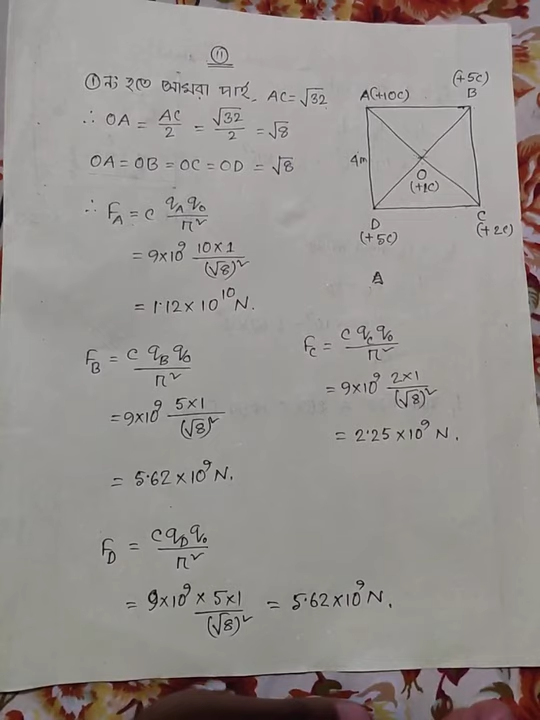 (11)
① নং হতে আমরা পাই, AC = √32
∴ OA = AC/2 = √32/2 = √8
OA = OB = OC = OD = √8
∴ F_A = C q_A q_0/r²
= 9×10⁹ 10×1/(√8)²
= 1.12 × 10¹⁰ N.
A(+10C)
(+5C)
B
4m
O
(+1C)
D
(+5C)
C
(+2C)
A
F_B = C q_B q_0/r²
= 9×10⁹ 5×1/(√8)²
= 5.62 × 10⁹ N.
F_C = C q_C q_0/r²
= 9×10⁹ 2×1/(√8)²
= 2.25 × 10⁹ N.
F_D = C q_D q_0/r²
= 9×10⁹ × 5×1/(√8)² = 5.62×10⁹ N.